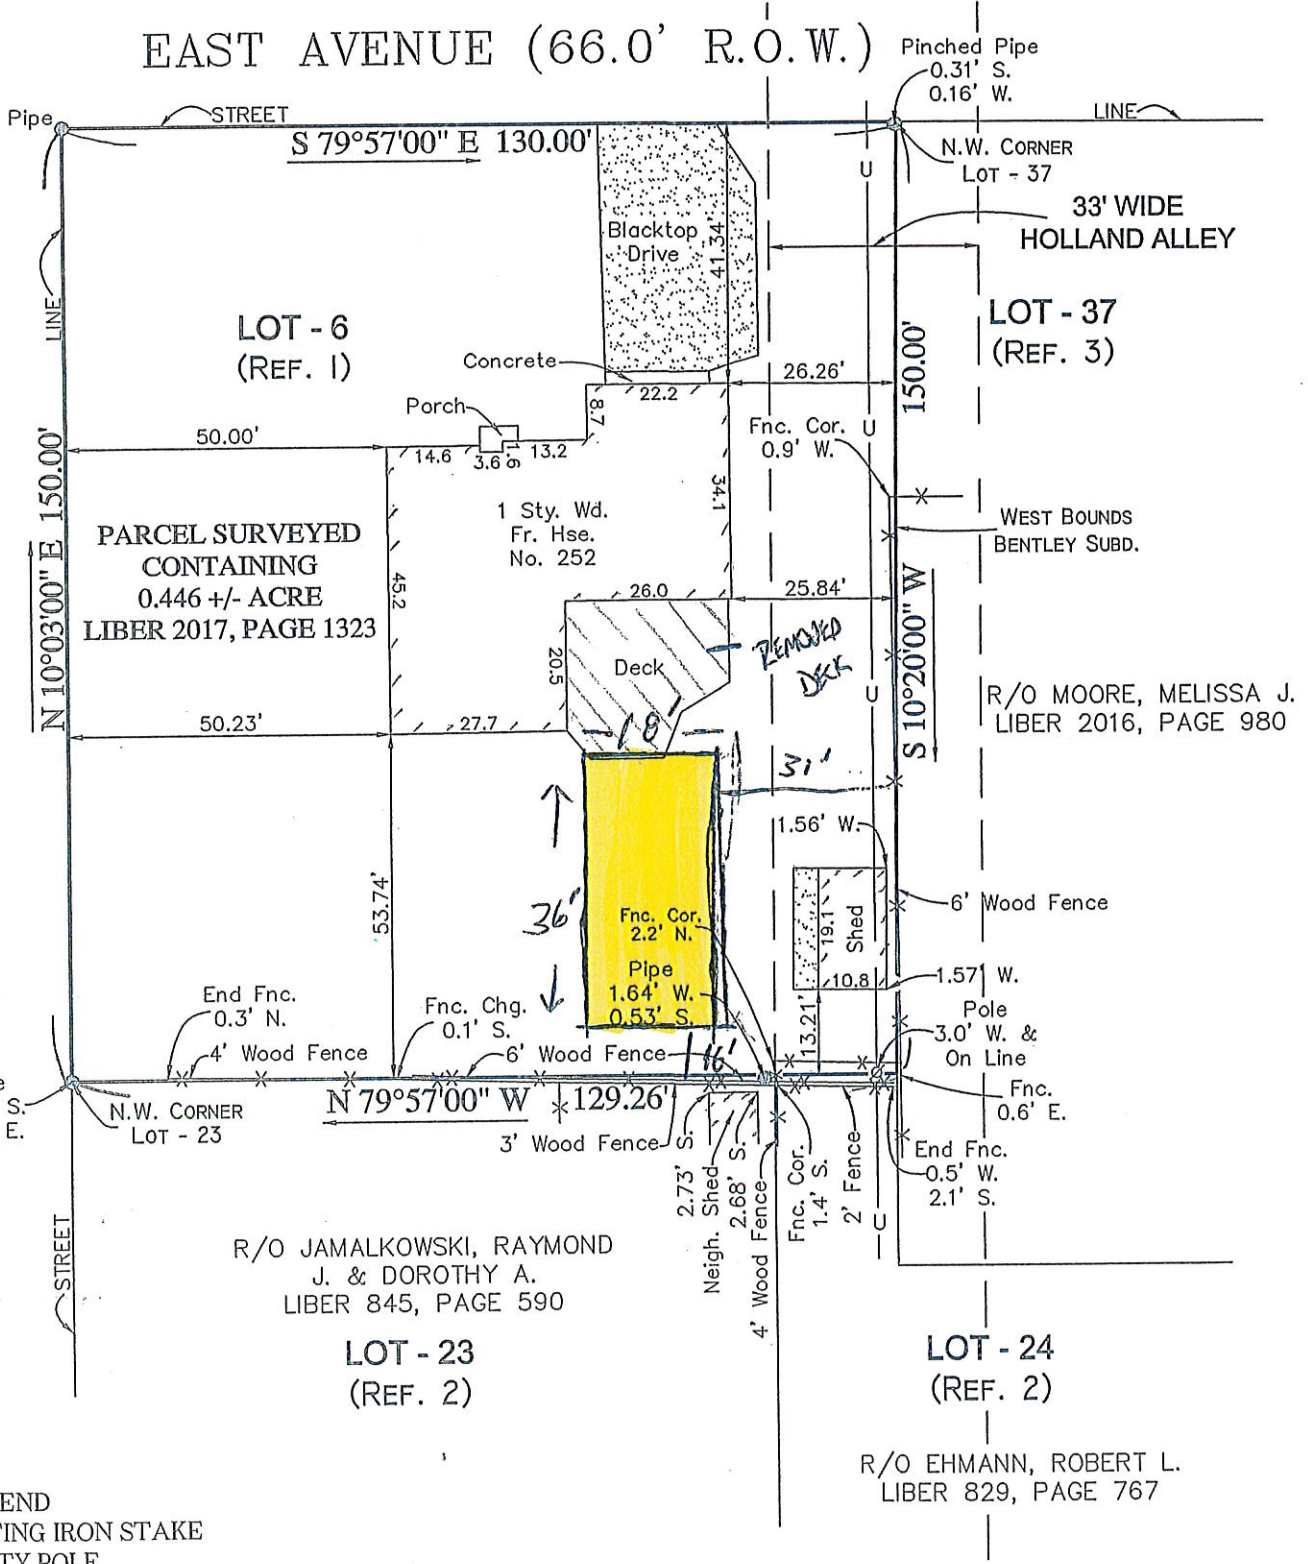 EAST AVENUE (66.0' R.O.W.)
Pinched Pipe
0.31' S.
0.16' W.
Pipe
STREET
LINE
S 79°57'00" E 130.00'
N.W. CORNER
LOT - 37
U
33' WIDE
HOLLAND ALLEY
Blacktop
Drive
41.34'
LINE
LOT - 6
(REF. 1)
LOT - 37
(REF. 3)
150.00'
Concrete
22.2
26.26'
8.7
Porch
Fnc. Cor.
0.9' W.
U
50.00'
14.6
3.6
1.6
13.2
34.1
N 10°03'00" E 150.00'
1 Sty. Wd.
Fr. Hse.
No. 252
WEST BOUNDS
BENTLEY SUBD.
PARCEL SURVEYED
CONTAINING
0.446 +/- ACRE
LIBER 2017, PAGE 1323
45.2
26.0
25.84'
S 10°20'00" W
20.5
Deck
REMOVED
DECK
U
R/O MOORE, MELISSA J.
LIBER 2016, PAGE 980
50.23'
27.7
18'
31'
1.56' W.
36'
53.74'
Fnc. Cor.
2.2' N.
19.1
Shed
6' Wood Fence
Pipe
1.64' W.
0.53' S.
10.8
1.57' W.
End Fnc.
0.3' N.
Fnc. Chg.
0.1' S.
13.21'
Pole
3.0' W. &
On Line
4' Wood Fence
6' Wood Fence
16'
S.
E.
N.W. CORNER
LOT - 23
N 79°57'00" W 129.26'
Fnc.
0.6' E.
3' Wood Fence
2.73' S.
Neigh. Shed
2.68' S.
4' Wood Fence
Fnc. Cor.
1.4' S.
2' Fence
End Fnc.
0.5' W.
2.1' S.
U
STREET
R/O JAMALKOWSKI, RAYMOND
J. & DOROTHY A.
LIBER 845, PAGE 590
LOT - 23
(REF. 2)
LOT - 24
(REF. 2)
R/O EHMANN, ROBERT L.
LIBER 829, PAGE 767
END
TING IRON STAKE
TY POLE